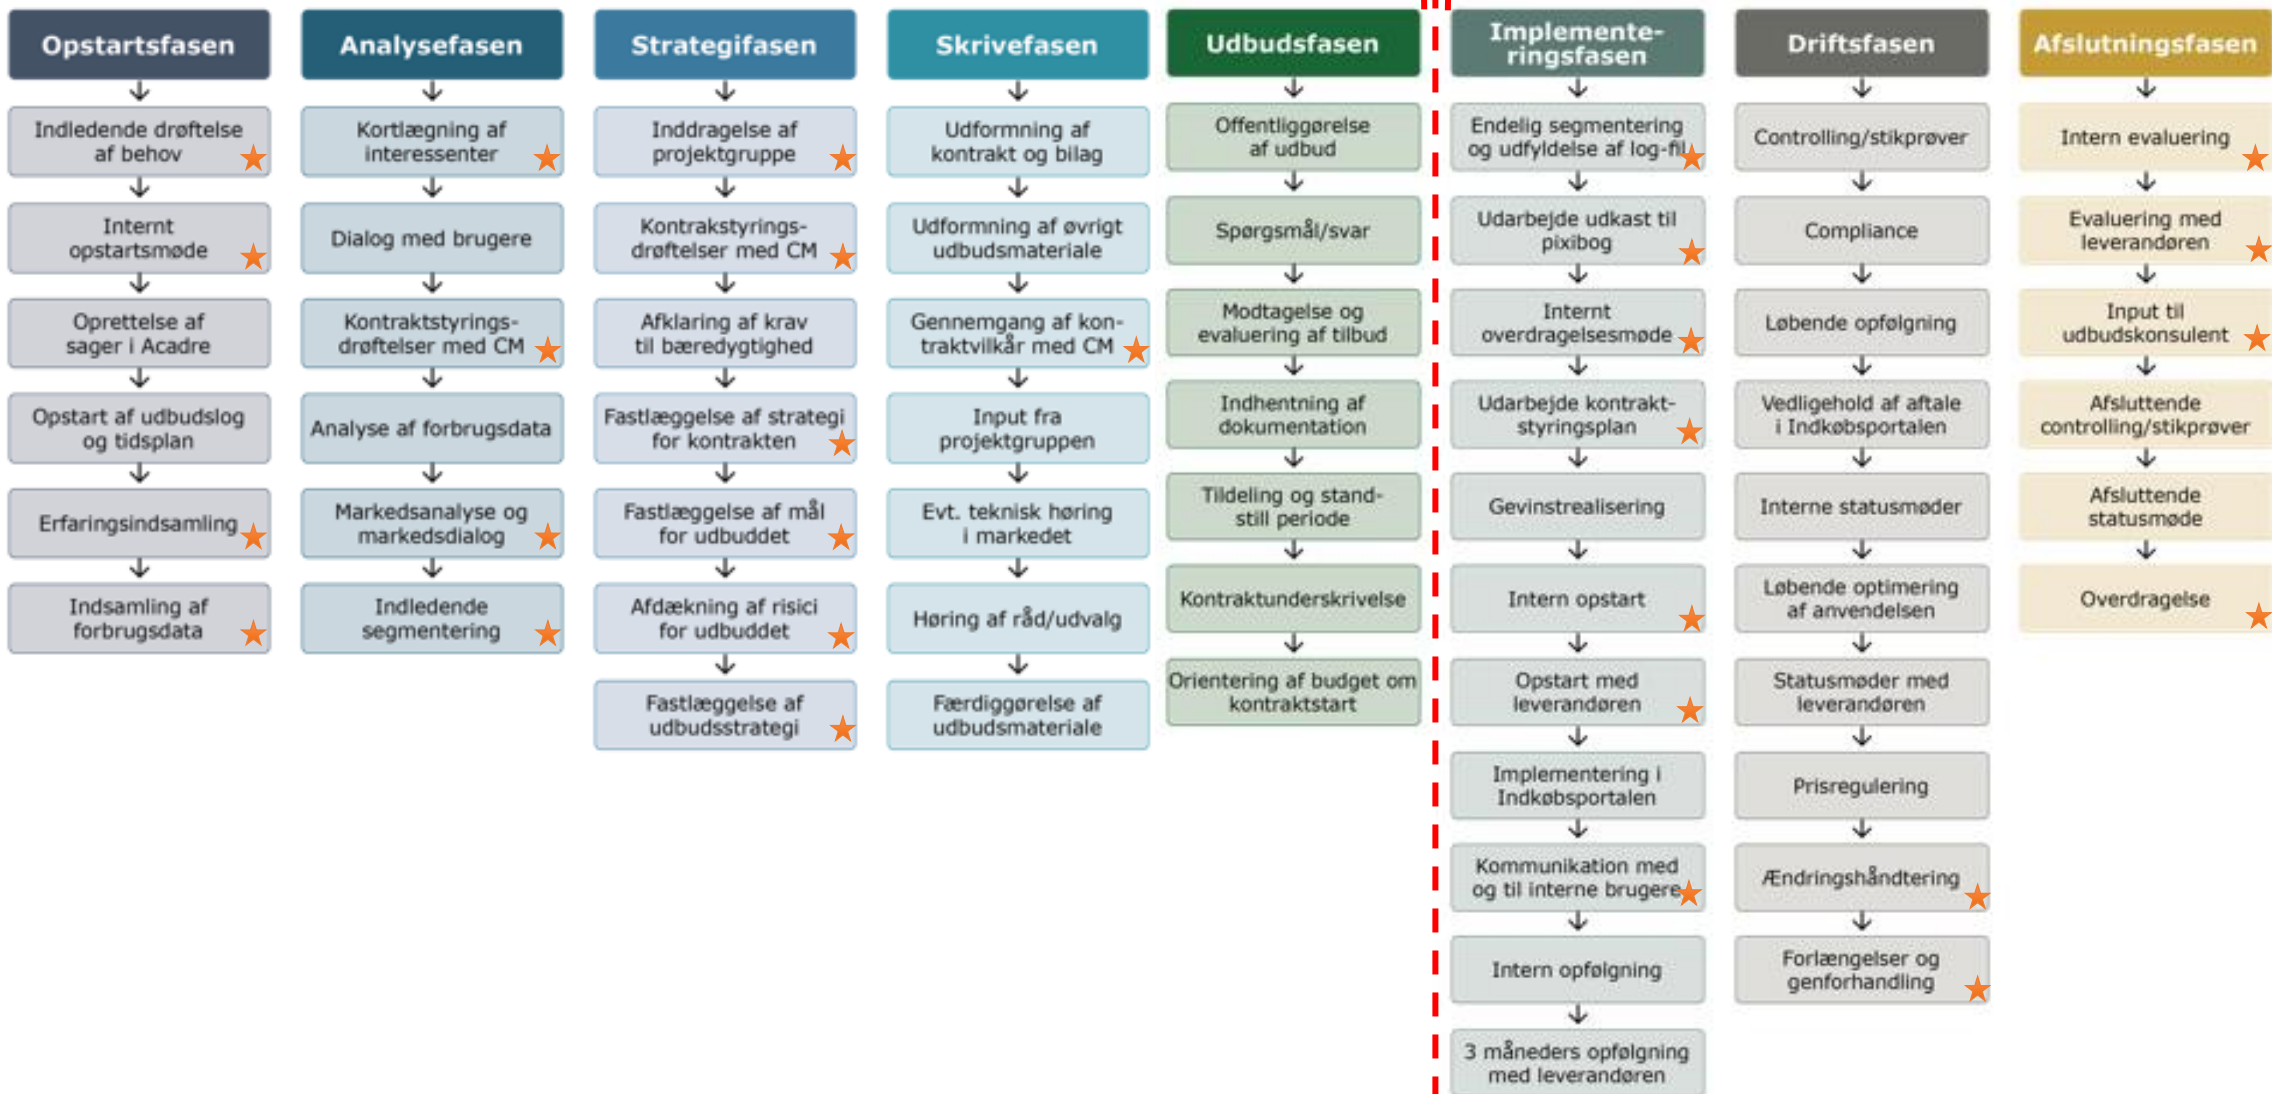 Opstartsfasen
Indledende drøftelse
af behov
Internt
opstartsmøde
Oprettelse af
sager i Acadre
Opstart af udbudslog
og tidsplan
Erfaringsindsamling
Indsamling af
forbrugsdata
Analysefasen
Kortlægning af
interessenter
Dialog med brugere
Kontraktstyrings-
drøftelser med CM
Analyse af forbrugsdata
Markedsanalyse og
markedsdialog
Indledende
segmentering
Strategifasen
Inddragelse af
projektgruppe
Kontrakstyrings-
drøftelser med CM
Afklaring af krav
til bæredygtighed
Fastlæggelse af strategi
for kontrakten
Fastlæggelse af mål
for udbuddet
Afdækning af risici
for udbuddet
Fastlæggelse af
udbudsstrategi
Skrivefasen
Udformning af
kontrakt og bilag
Udformning af øvrigt
udbudsmateriale
Gennemgang af kon-
traktvilkår med CM
Input fra
projektgruppen
Evt. teknisk høring
i markedet
Høring af råd/udvalg
Færdiggørelse af
udbudsmateriale
Udbudsfasen
Offentliggørelse
af udbud
Spørgsmål/svar
Modtagelse og
evaluering af tilbud
Indhentning af
dokumentation
Tildeling og stand-
still periode
Kontraktunderskrivelse
Orientering af budget om
kontraktstart
Implemente-
ringsfasen
Endelig segmentering
og udfyldelse af log-fil
Udarbejde udkast til
pixibog
Internt
overdragelsesmøde
Udarbejde kontrakt-
styringsplan
Gevinstrealisering
Intern opstart
Opstart med
leverandøren
Implementering i
Indkøbsportalen
Kommunikation med
og til interne brugere
Intern opfølgning
3 måneders opfølgning
med leverandøren
Driftsfasen
Controlling/stikprøver
Compliance
Løbende opfølgning
Vedligehold af aftale
i Indkøbsportalen
Interne statusmøder
Løbende optimering
af anvendelsen
Statusmøder med
leverandøren
Prisregulering
Ændringshåndtering
Forlængelser og
genforhandling
Afslutningsfasen
Intern evaluering
Evaluering med
leverandøren
Input til
udbudskonsulent
Afsluttende
controlling/stikprøver
Afsluttende
statusmøde
Overdragelse